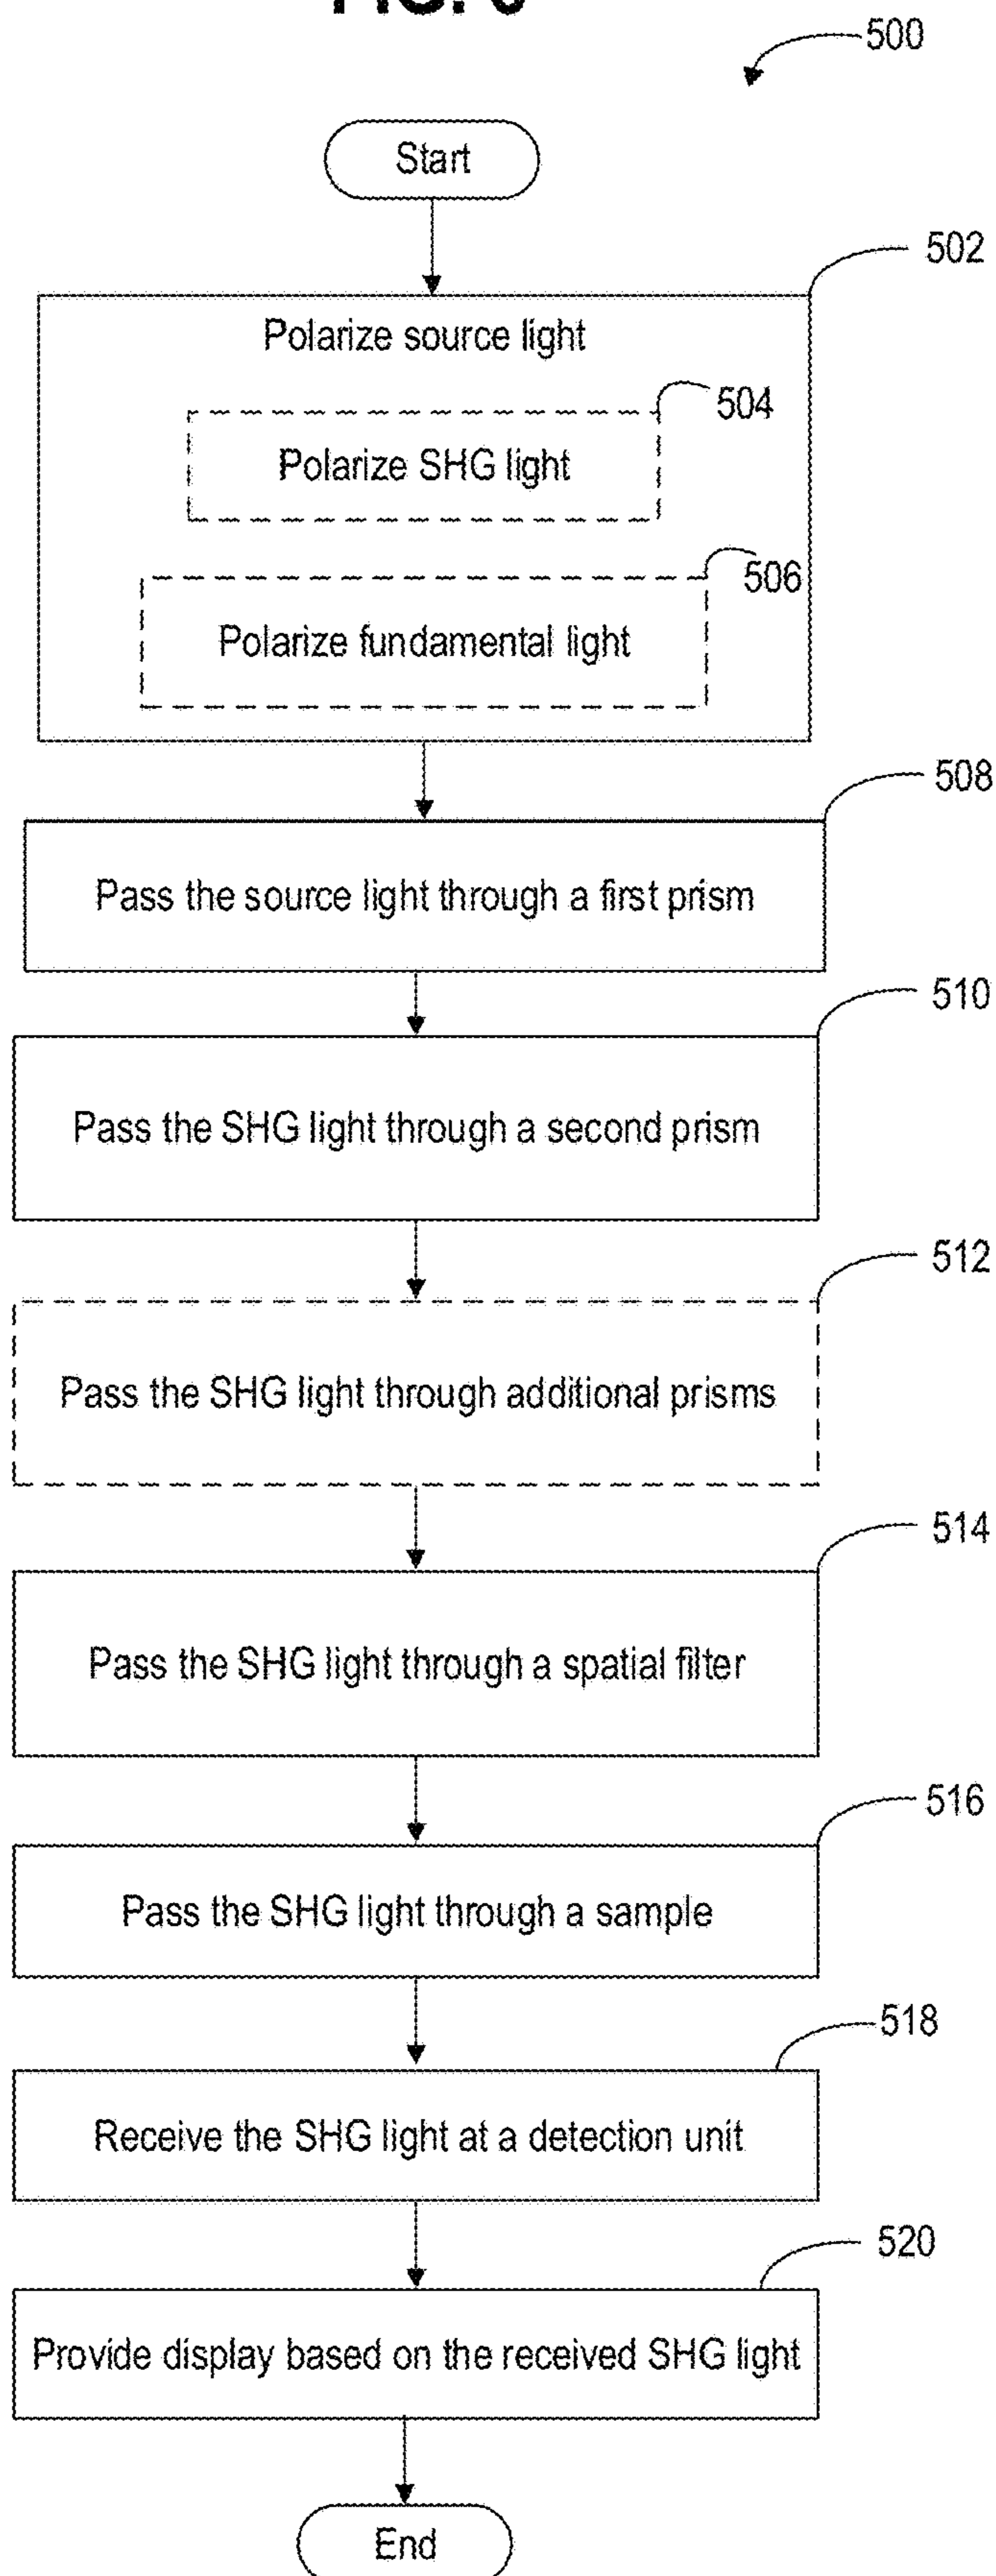 500
Start
502
Polarize source light
504
Polarize SHG light
506
Polarize fundamental light
508
Pass the source light through a first prism
510
Pass the SHG light through a second prism
512
Pass the SHG light through additional prisms
514
Pass the SHG light through a spatial filter
516
Pass the SHG light through a sample
518
Receive the SHG light at a detection unit
520
Provide display based on the received SHG light
End